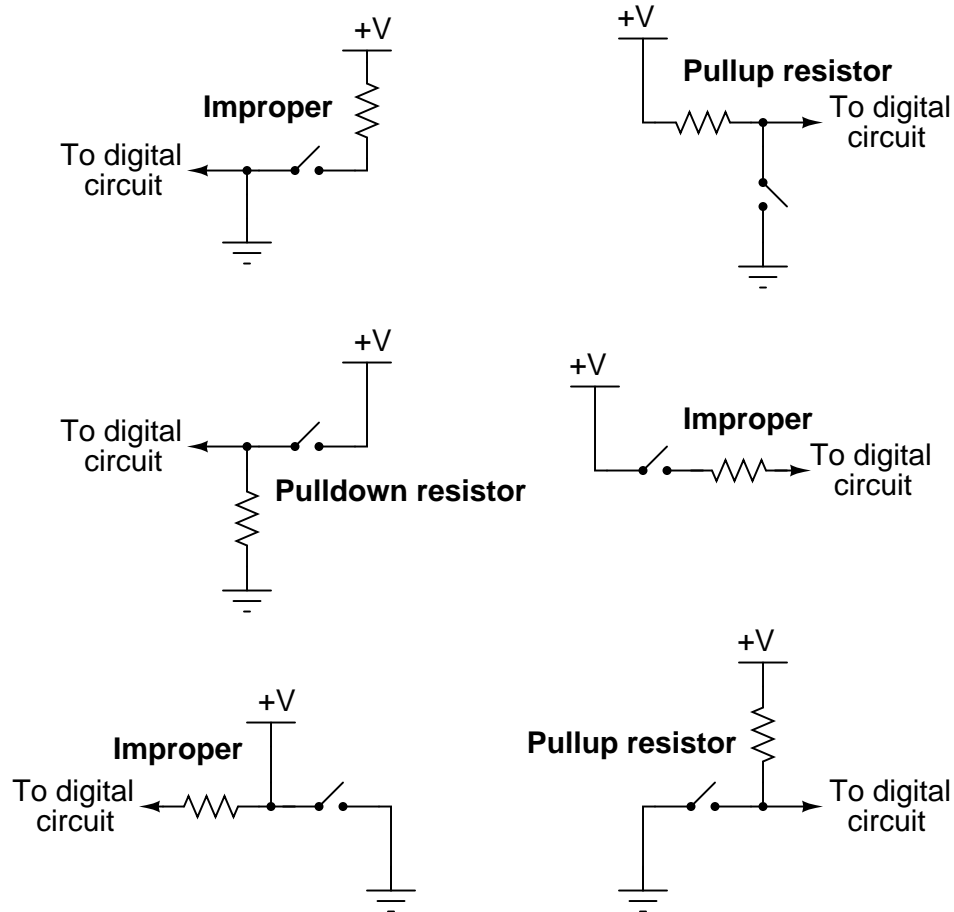 +V
Improper
To digital
circuit
+V
Pullup resistor
To digital
circuit
+V
To digital
circuit
Pulldown resistor
+V
Improper
To digital
circuit
+V
Improper
To digital
circuit
+V
Pullup resistor
To digital
circuit